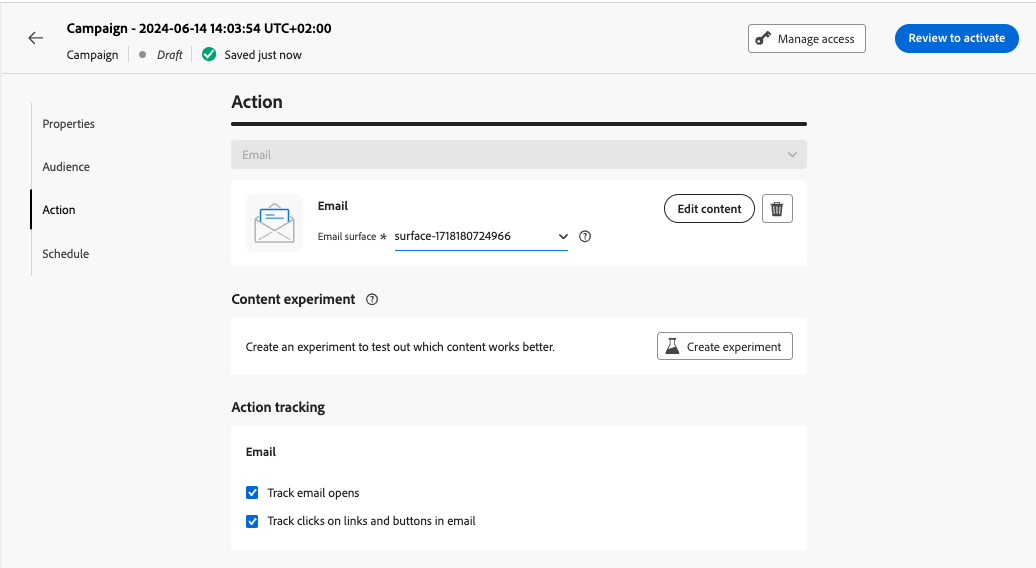 Campaign - 2024-06-14 14:03:54 UTC+02:00
Campaign Draft Saved just now
Manage access
Review to activate
Properties
Audience
Action
Schedule
Action
Email
Email
Email surface * surface-1718180724966 ?
Edit content
Content experiment ?
Create an experiment to test out which content works better.
Create experiment
Action tracking
Email
Track email opens
Track clicks on links and buttons in email